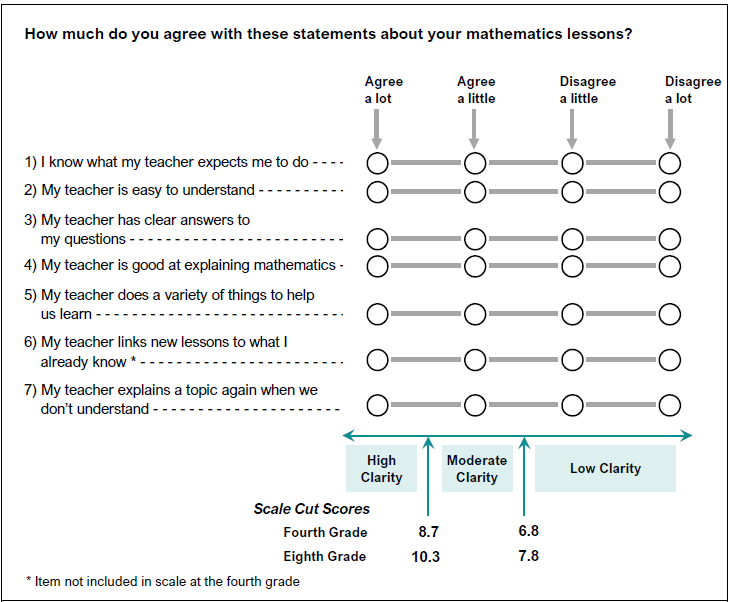 How much do you agree with these statements about your mathematics lessons?
Agree a lot
Agree a little
Disagree a little
Disagree a lot
1) I know what my teacher expects me to do - - - -
2) My teacher is easy to understand - - - - - - - - - -
3) My teacher has clear answers to
my questions - - - - - - - - - - - - - - - - - - - - - - - -
4) My teacher is good at explaining mathematics -
5) My teacher does a variety of things to help
us learn - - - - - - - - - - - - - - - - - - - - - - - - - - - -
6) My teacher links new lessons to what I
already know * - - - - - - - - - - - - - - - - - - - - - - -
7) My teacher explains a topic again when we
don't understand - - - - - - - - - - - - - - - - - - - - -
High Clarity
Moderate Clarity
Low Clarity
Scale Cut Scores
Fourth Grade 8.7 6.8
Eighth Grade 10.3 7.8
* Item not included in scale at the fourth grade